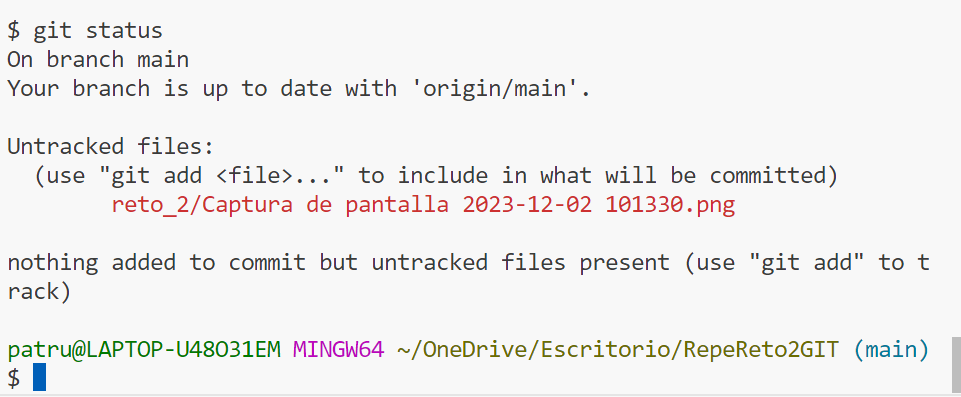 $ git status
On branch main
Your branch is up to date with 'origin/main'.
Untracked files:
(use "git add <file>..." to include in what will be committed)
reto_2/Captura de pantalla 2023-12-02 101330.png
nothing added to commit but untracked files present (use "git add" to t
rack)
patru@LAPTOP-U48O31EM MINGW64 ~/OneDrive/Escritorio/RepeReto2GIT (main)
$